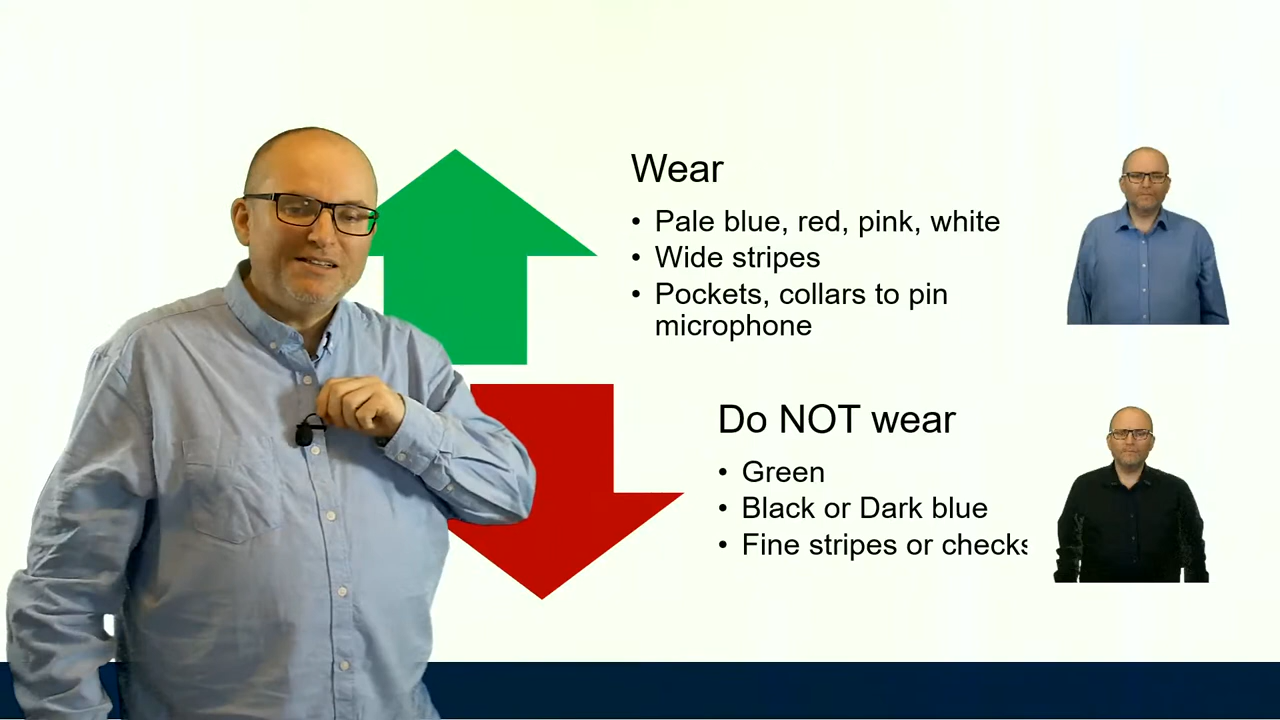 Wear
• Pale blue, red, pink, white
• Wide stripes
• Pockets, collars to pin
microphone
Do NOT wear
• Green
• Black or Dark blue
• Fine stripes or checks